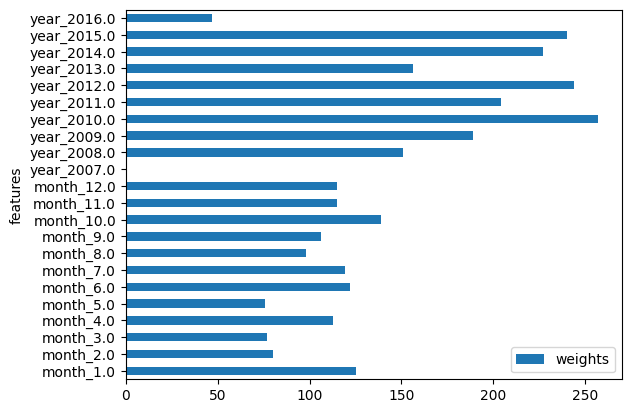 year_2016.0
year_2015.0
year_2014.0
year_2013.0
year_2012.0
year_2011.0
year_2010.0
year_2009.0
year_2008.0
year_2007.0
month_12.0
month_11.0
month_10.0
month_9.0
month_8.0
month_7.0
month_6.0
month_5.0
month_4.0
month_3.0
month_2.0
month_1.0
features
weights
0 50 100 150 200 250